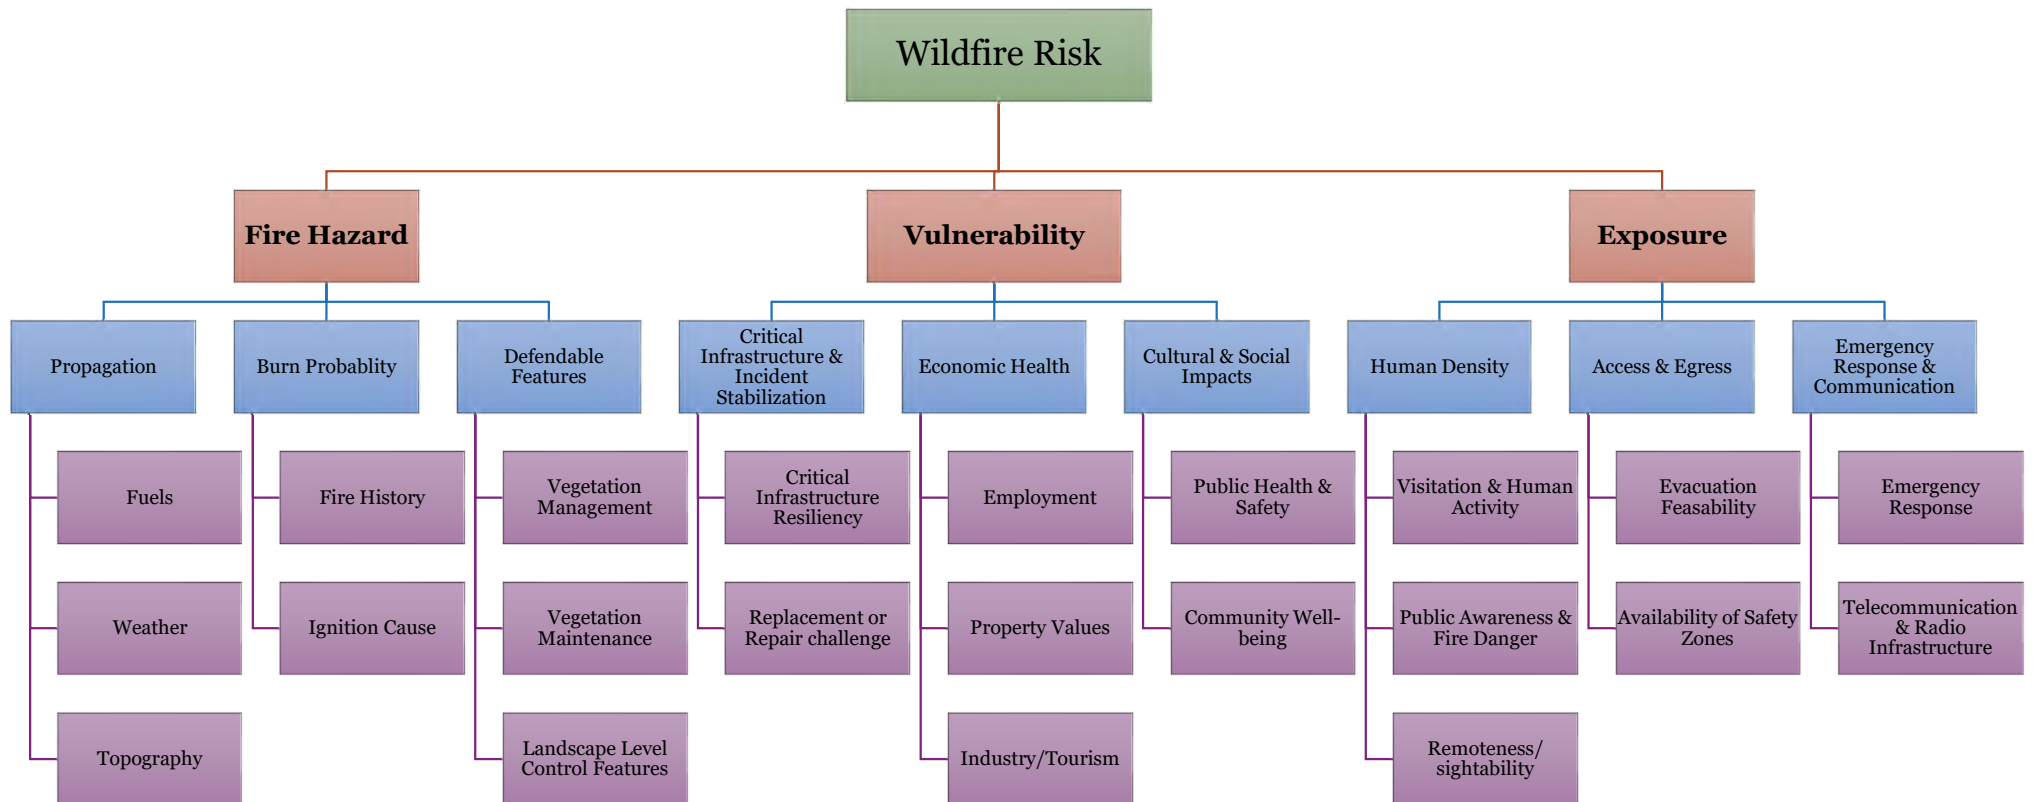 Wildfire Risk
Fire Hazard
Vulnerability
Exposure
Propagation
Burn Probablity
Defendable
Features
Critical
Infrastructure &
Incident
Stabilization
Economic Health
Cultural & Social
Impacts
Human Density
Access & Egress
Emergency
Response &
Communication
Fuels
Fire History
Vegetation
Management
Critical
Infrastructure
Resiliency
Employment
Public Health &
Safety
Visitation & Human
Activity
Evacuation
Feasability
Emergency
Response
Weather
Ignition Cause
Vegetation
Maintenance
Replacement or
Repair challenge
Property Values
Community Well-
being
Public Awareness &
Fire Danger
Availability of Safety
Zones
Telecommunication
& Radio
Infrastructure
Topography
Landscape Level
Control Features
Industry/Tourism
Remoteness/
sightability